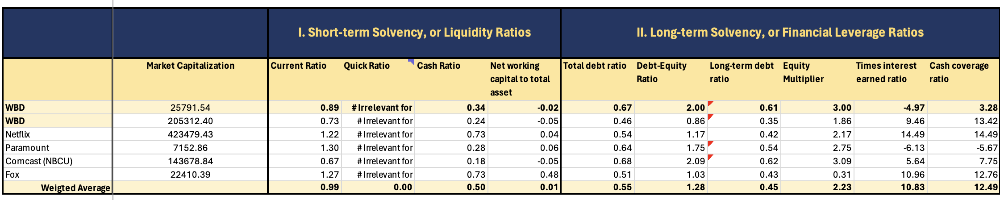 I. Short-term Solvency, or Liquidity Ratios II. Long-term Solvency, or Financial Leverage Ratios
Market Capitalization Current Ratio Quick Ratio Cash Ratio Net working Total debt ratio Debt-Equity Long-term debt Equity Times interest Cash coverage
capital to total Ratio ratio Multiplier earned ratio ratio
asset
WBD 25791.54 0.89 # Irrelevant for 0.34 -0.02 0.67 2.00 0.61 3.00 -4.97 3.28
WBD 205312.40 0.73 # Irrelevant for 0.24 -0.05 0.46 0.86 0.35 1.86 9.46 13.42
Netflix 423479.43 1.22 # Irrelevant for 0.73 0.04 0.54 1.17 0.42 2.17 14.49 14.49
Paramount 7152.86 1.30 # Irrelevant for 0.28 0.06 0.64 1.75 0.54 2.75 -6.13 -5.67
Comcast (NBCU) 143678.84 0.67 # Irrelevant for 0.18 -0.05 0.68 2.09 0.62 3.09 5.64 7.75
Fox 22410.39 1.27 # Irrelevant for 0.73 0.48 0.51 1.03 0.43 0.31 10.96 12.76
Weigted Average 0.99 0.00 0.50 0.01 0.55 1.28 0.45 2.23 10.83 12.49